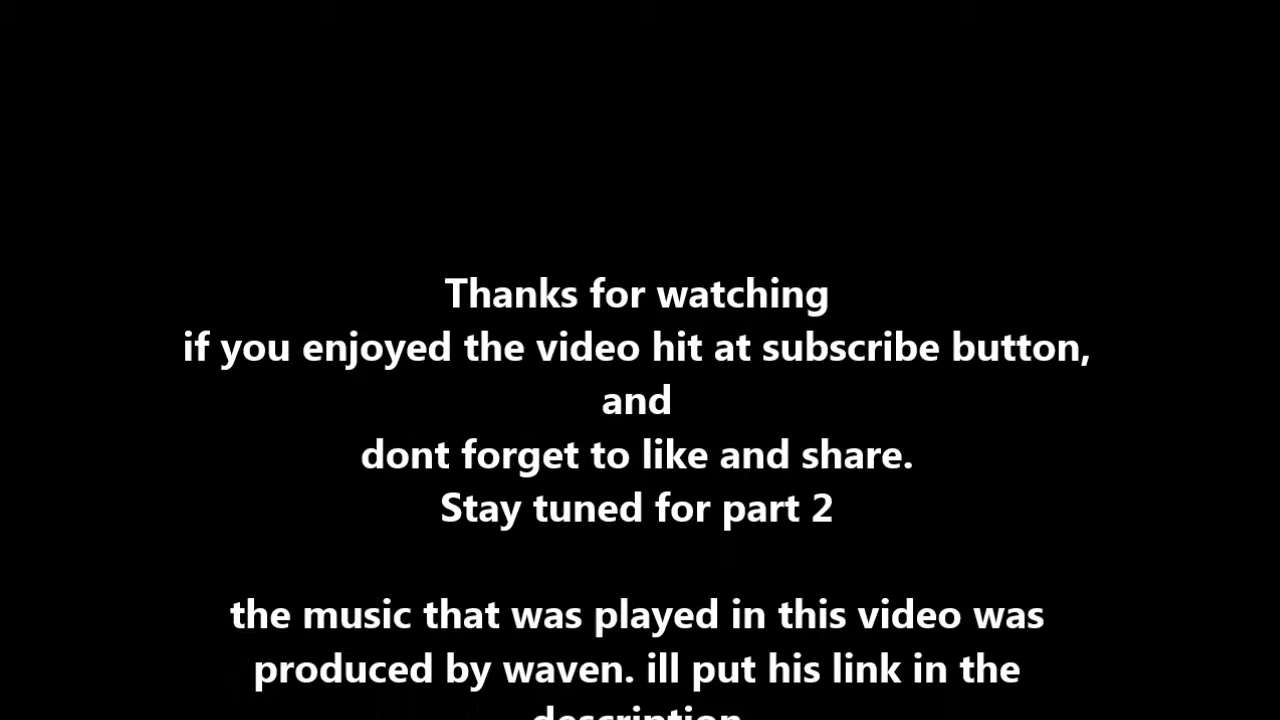 Thanks for watching
if you enjoyed the video hit at subscribe button,
and
dont forget to like and share.
Stay tuned for part 2
the music that was played in this video was
produced by waven. ill put his link in the
description